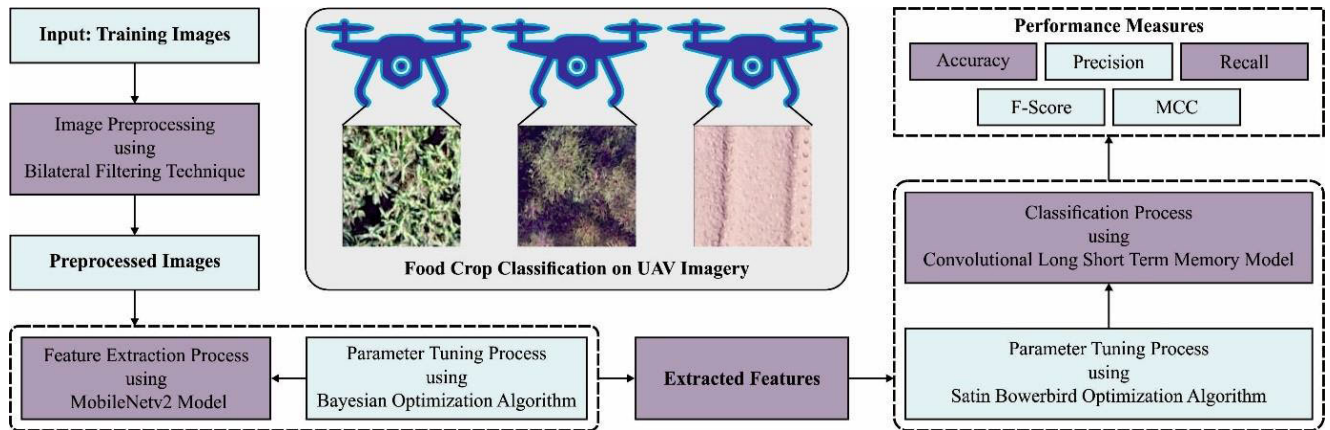 Input: Training Images
Image Preprocessing
using
Bilateral Filtering Technique
Preprocessed Images
Feature Extraction Process
using
MobileNetv2 Model
Parameter Tuning Process
using
Bayesian Optimization Algorithm
Food Crop Classification on UAV Imagery
Extracted Features
Parameter Tuning Process
using
Satin Bowerbird Optimization Algorithm
Classification Process
using
Convolutional Long Short Term Memory Model
Performance Measures
Accuracy
Precision
Recall
F-Score
MCC